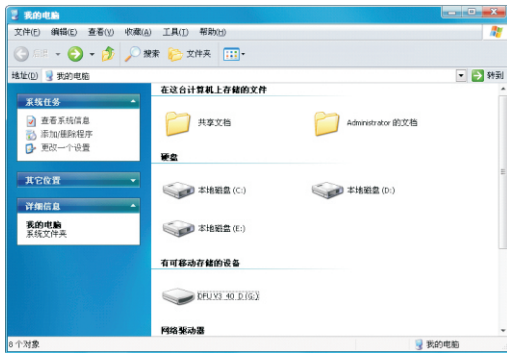 我的电脑
文件(F) 编辑(E) 查看(V) 收藏(A) 工具(T) 帮助(H)
后退 搜索 文件夹
地址(D) 我的电脑 转到
系统任务
查看系统信息
添加/删除程序
更改一个设置
其它位置
详细信息
我的电脑
系统文件夹
在这台计算机上存储的文件
共享文档 Administrator 的文档
硬盘
本地磁盘 (C:) 本地磁盘 (D:)
本地磁盘 (E:)
有可移动存储的设备
DFU V3_40_D (G:)
网络驱动器
8 个对象 我的电脑